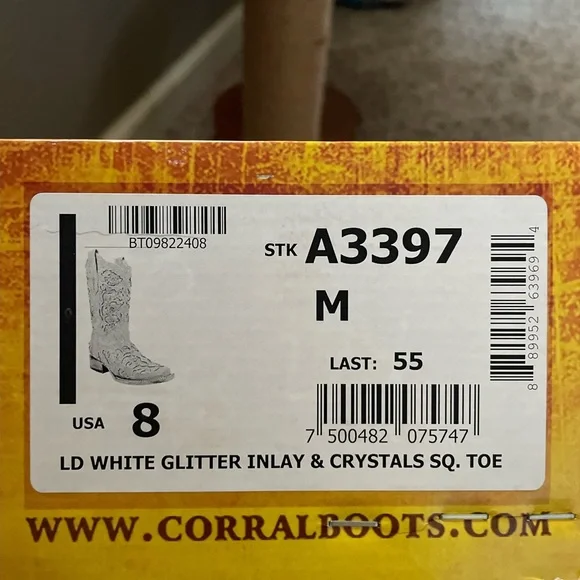 BT09822408
STK A3397
M
LAST: 55
USA 8
7 500482 075747
8 89952 63969 4
LD WHITE GLITTER INLAY & CRYSTALS SQ. TOE
WWW.CORRALBOOTS.COM